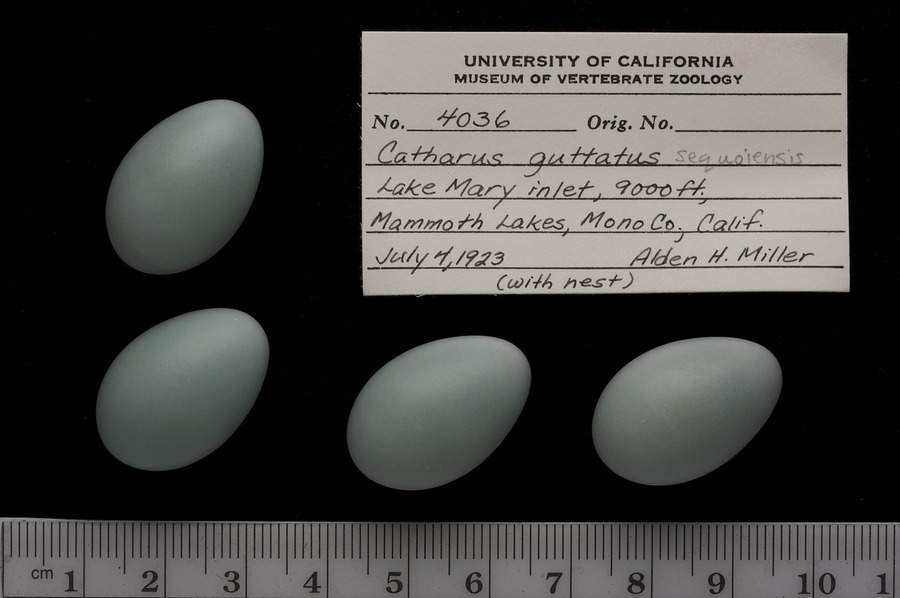 UNIVERSITY OF CALIFORNIA
MUSEUM OF VERTEBRATE ZOOLOGY
No. 4036 Orig. No.
Catharus guttatus sequoiensis
Lake Mary inlet, 9000 ft,
Mammoth Lakes, Mono Co., Calif.
July 4, 1923 Alden H. Miller
(with nest)
cm 1 2 3 4 5 6 7 8 9 10 1